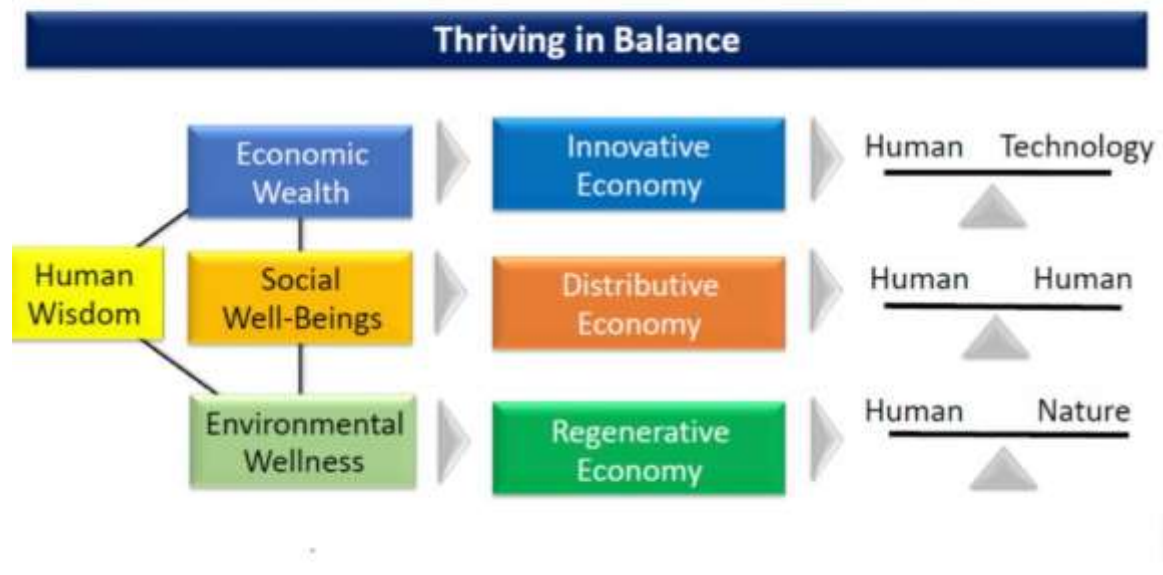 Thriving in Balance
Economic
Wealth
Innovative
Economy
Human Technology
Human
Wisdom
Social
Well-Beings
Distributive
Economy
Human Human
Environmental
Wellness
Regenerative
Economy
Human Nature